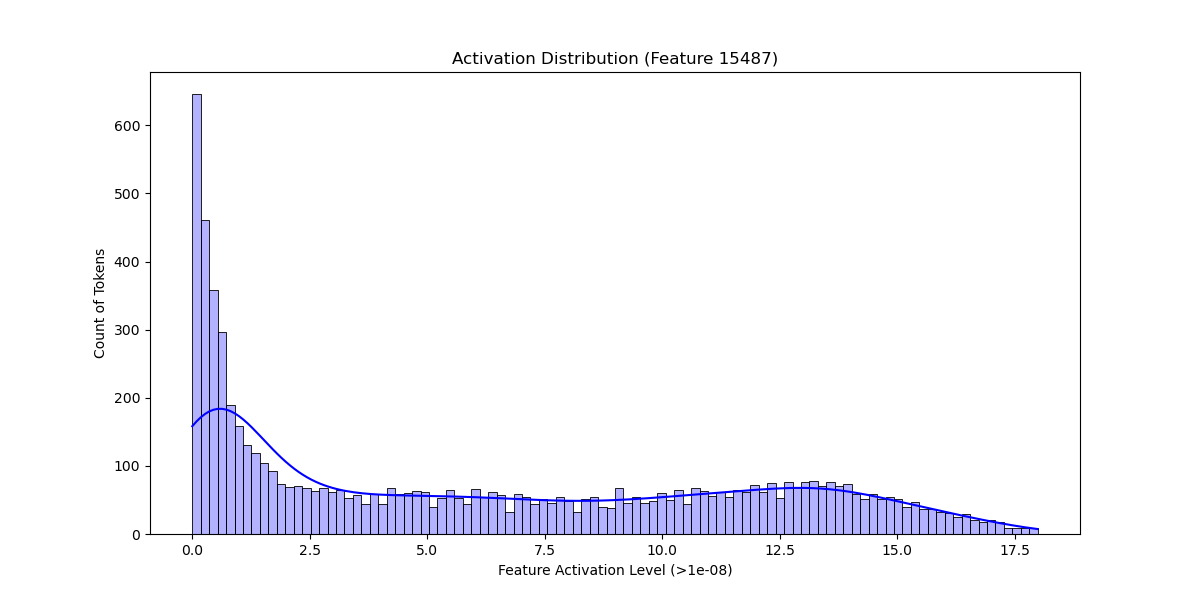 Activation Distribution (Feature 15487)
Count of Tokens
600
500
400
300
200
100
0
0.0 2.5 5.0 7.5 10.0 12.5 15.0 17.5
Feature Activation Level (>1e-08)